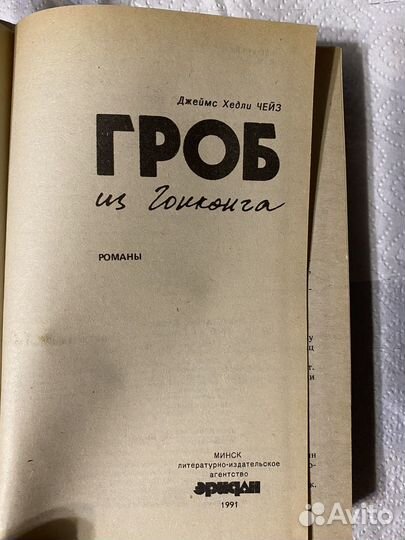 Джеймс Хедли ЧЕЙЗ
ГРОБ
из Гонконга
РОМАНЫ
МИНСК
литературно-издательское
агентство
эридан
1991
Avito